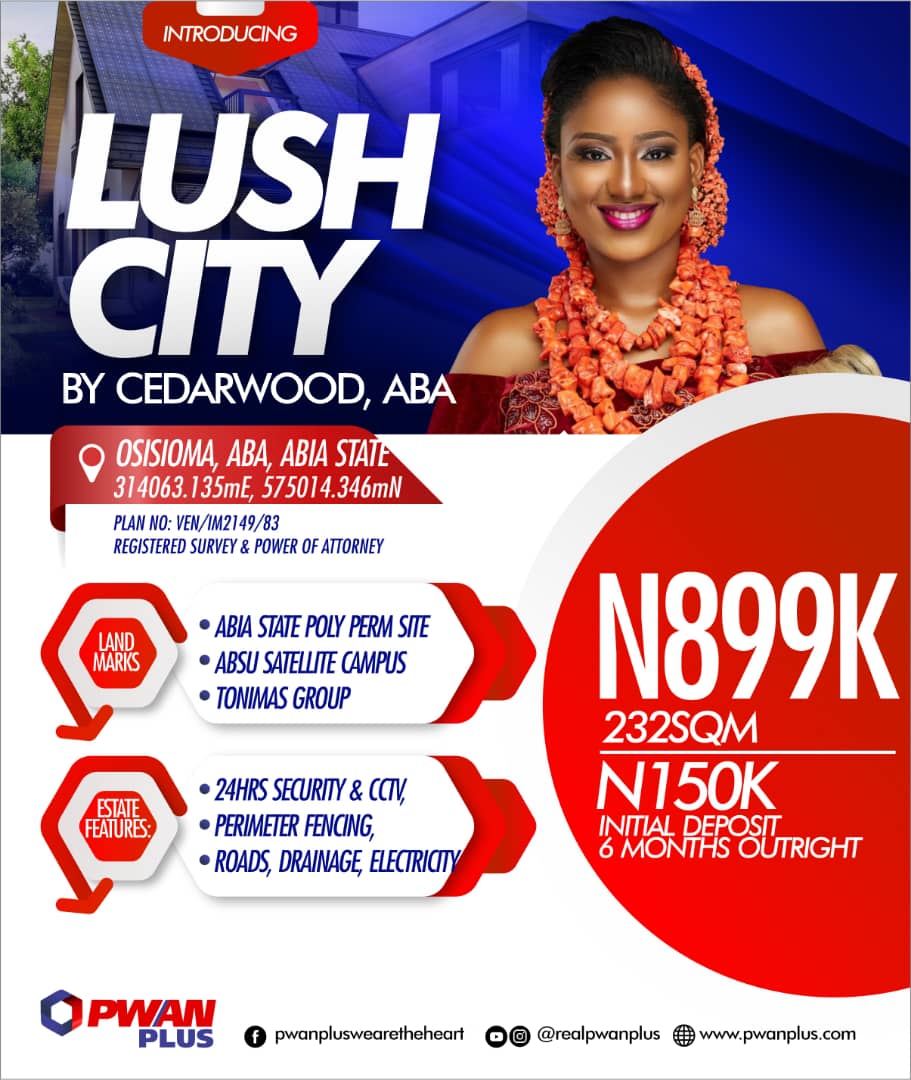 INTRODUCING
LUSH
CITY
BY CEDARWOOD, ABA
OSISIOMA, ABA, ABIA STATE
314063.135mE, 575014.346mN
PLAN NO: VEN/IM2149/83
REGISTERED SURVEY & POWER OF ATTORNEY
LAND
MARKS
• ABIA STATE POLY PERM SITE
• ABSU SATELLITE CAMPUS
• TONIMAS GROUP
ESTATE
FEATURES:
• 24HRS SECURITY & CCTV,
• PERIMETER FENCING,
• ROADS, DRAINAGE, ELECTRICITY
N899K
232SQM
N150K
INITIAL DEPOSIT
6 MONTHS OUTRIGHT
PWAN
PLUS
pwanpluswearetheheart
@realpwanplus
www.pwanplus.com